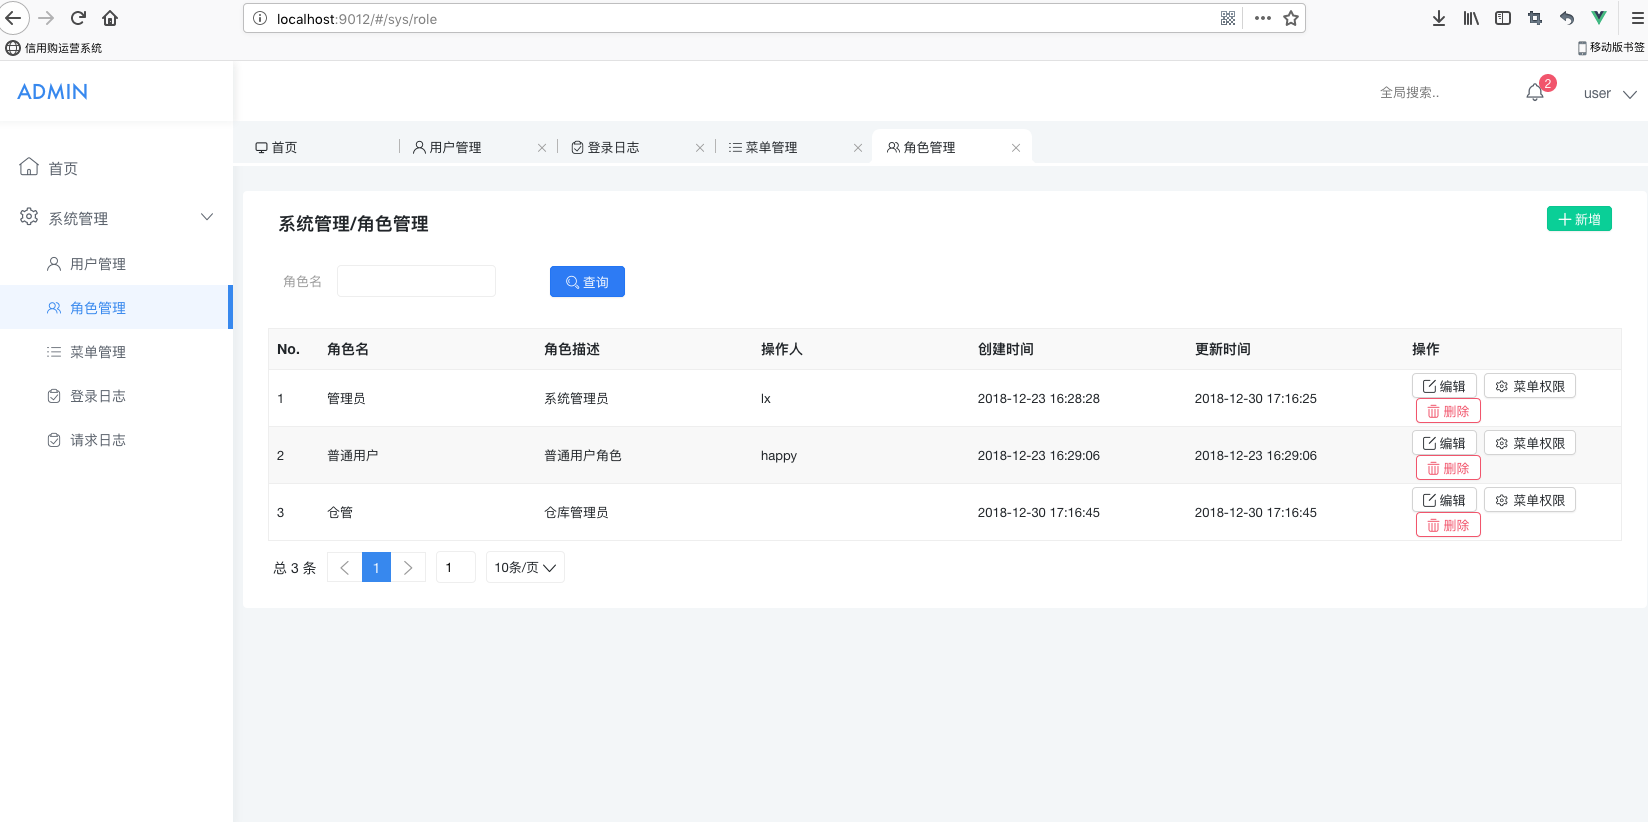 localhost:9012/#/sys/role
信用购运营系统
移动版书签
ADMIN
全局搜索..
2
user
首页
系统管理
用户管理
角色管理
菜单管理
登录日志
请求日志
首页
用户管理
登录日志
菜单管理
角色管理
系统管理/角色管理
新增
角色名
查询
No. 角色名 角色描述 操作人 创建时间 更新时间 操作
1 管理员 系统管理员 lx 2018-12-23 16:28:28 2018-12-30 17:16:25 编辑 菜单权限
删除
2 普通用户 普通用户角色 happy 2018-12-23 16:29:06 2018-12-23 16:29:06 编辑 菜单权限
删除
3 仓管 仓库管理员 2018-12-30 17:16:45 2018-12-30 17:16:45 编辑 菜单权限
删除
总 3 条 1 1 10条/页